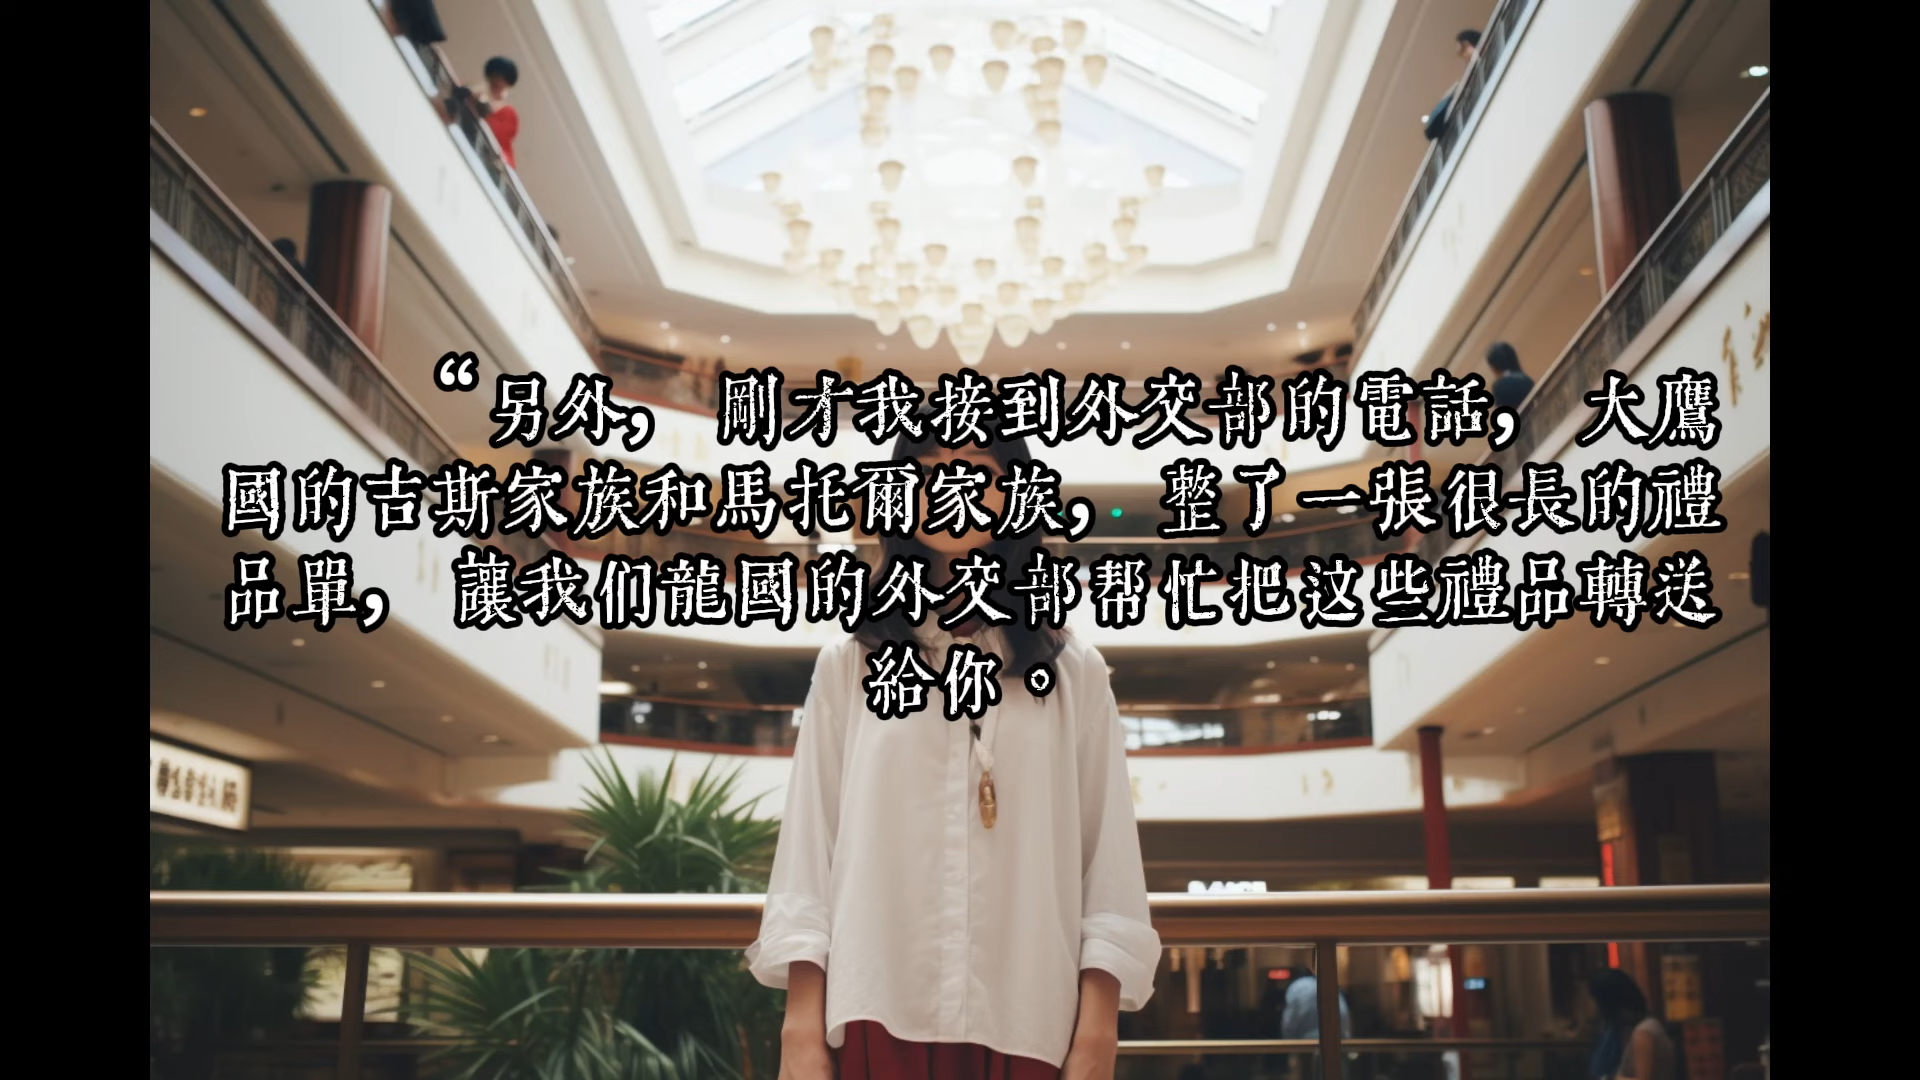 “另外，剛才我接到外交部的電話，大鷹
國的古斯家族和馬托爾家族，整了一張很長的禮
品單，讓我们龍國的外交部帮忙把这些禮品轉送
給你。